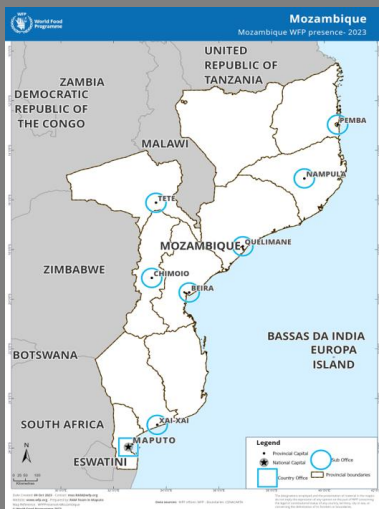 WFP
World Food
Programme
Mozambique
Mozambique WFP presence- 2023
UNITED
REPUBLIC OF
TANZANIA
ZAMBIA
DEMOCRATIC
REPUBLIC OF
THE CONGO
PEMBA
MALAWI
NAMPULA
TETE
MOZAMBIQUE
QUELIMANE
ZIMBABWE
CHIMOIO
BEIRA
BASSAS DA INDIA
EUROPA
ISLAND
BOTSWANA
SOUTH AFRICA
XAI-XAI
MAPUTO
ESWATINI
N
Legend
Provincial Capital
National Capital
Sub Office
Country Office
Provincial boundaries